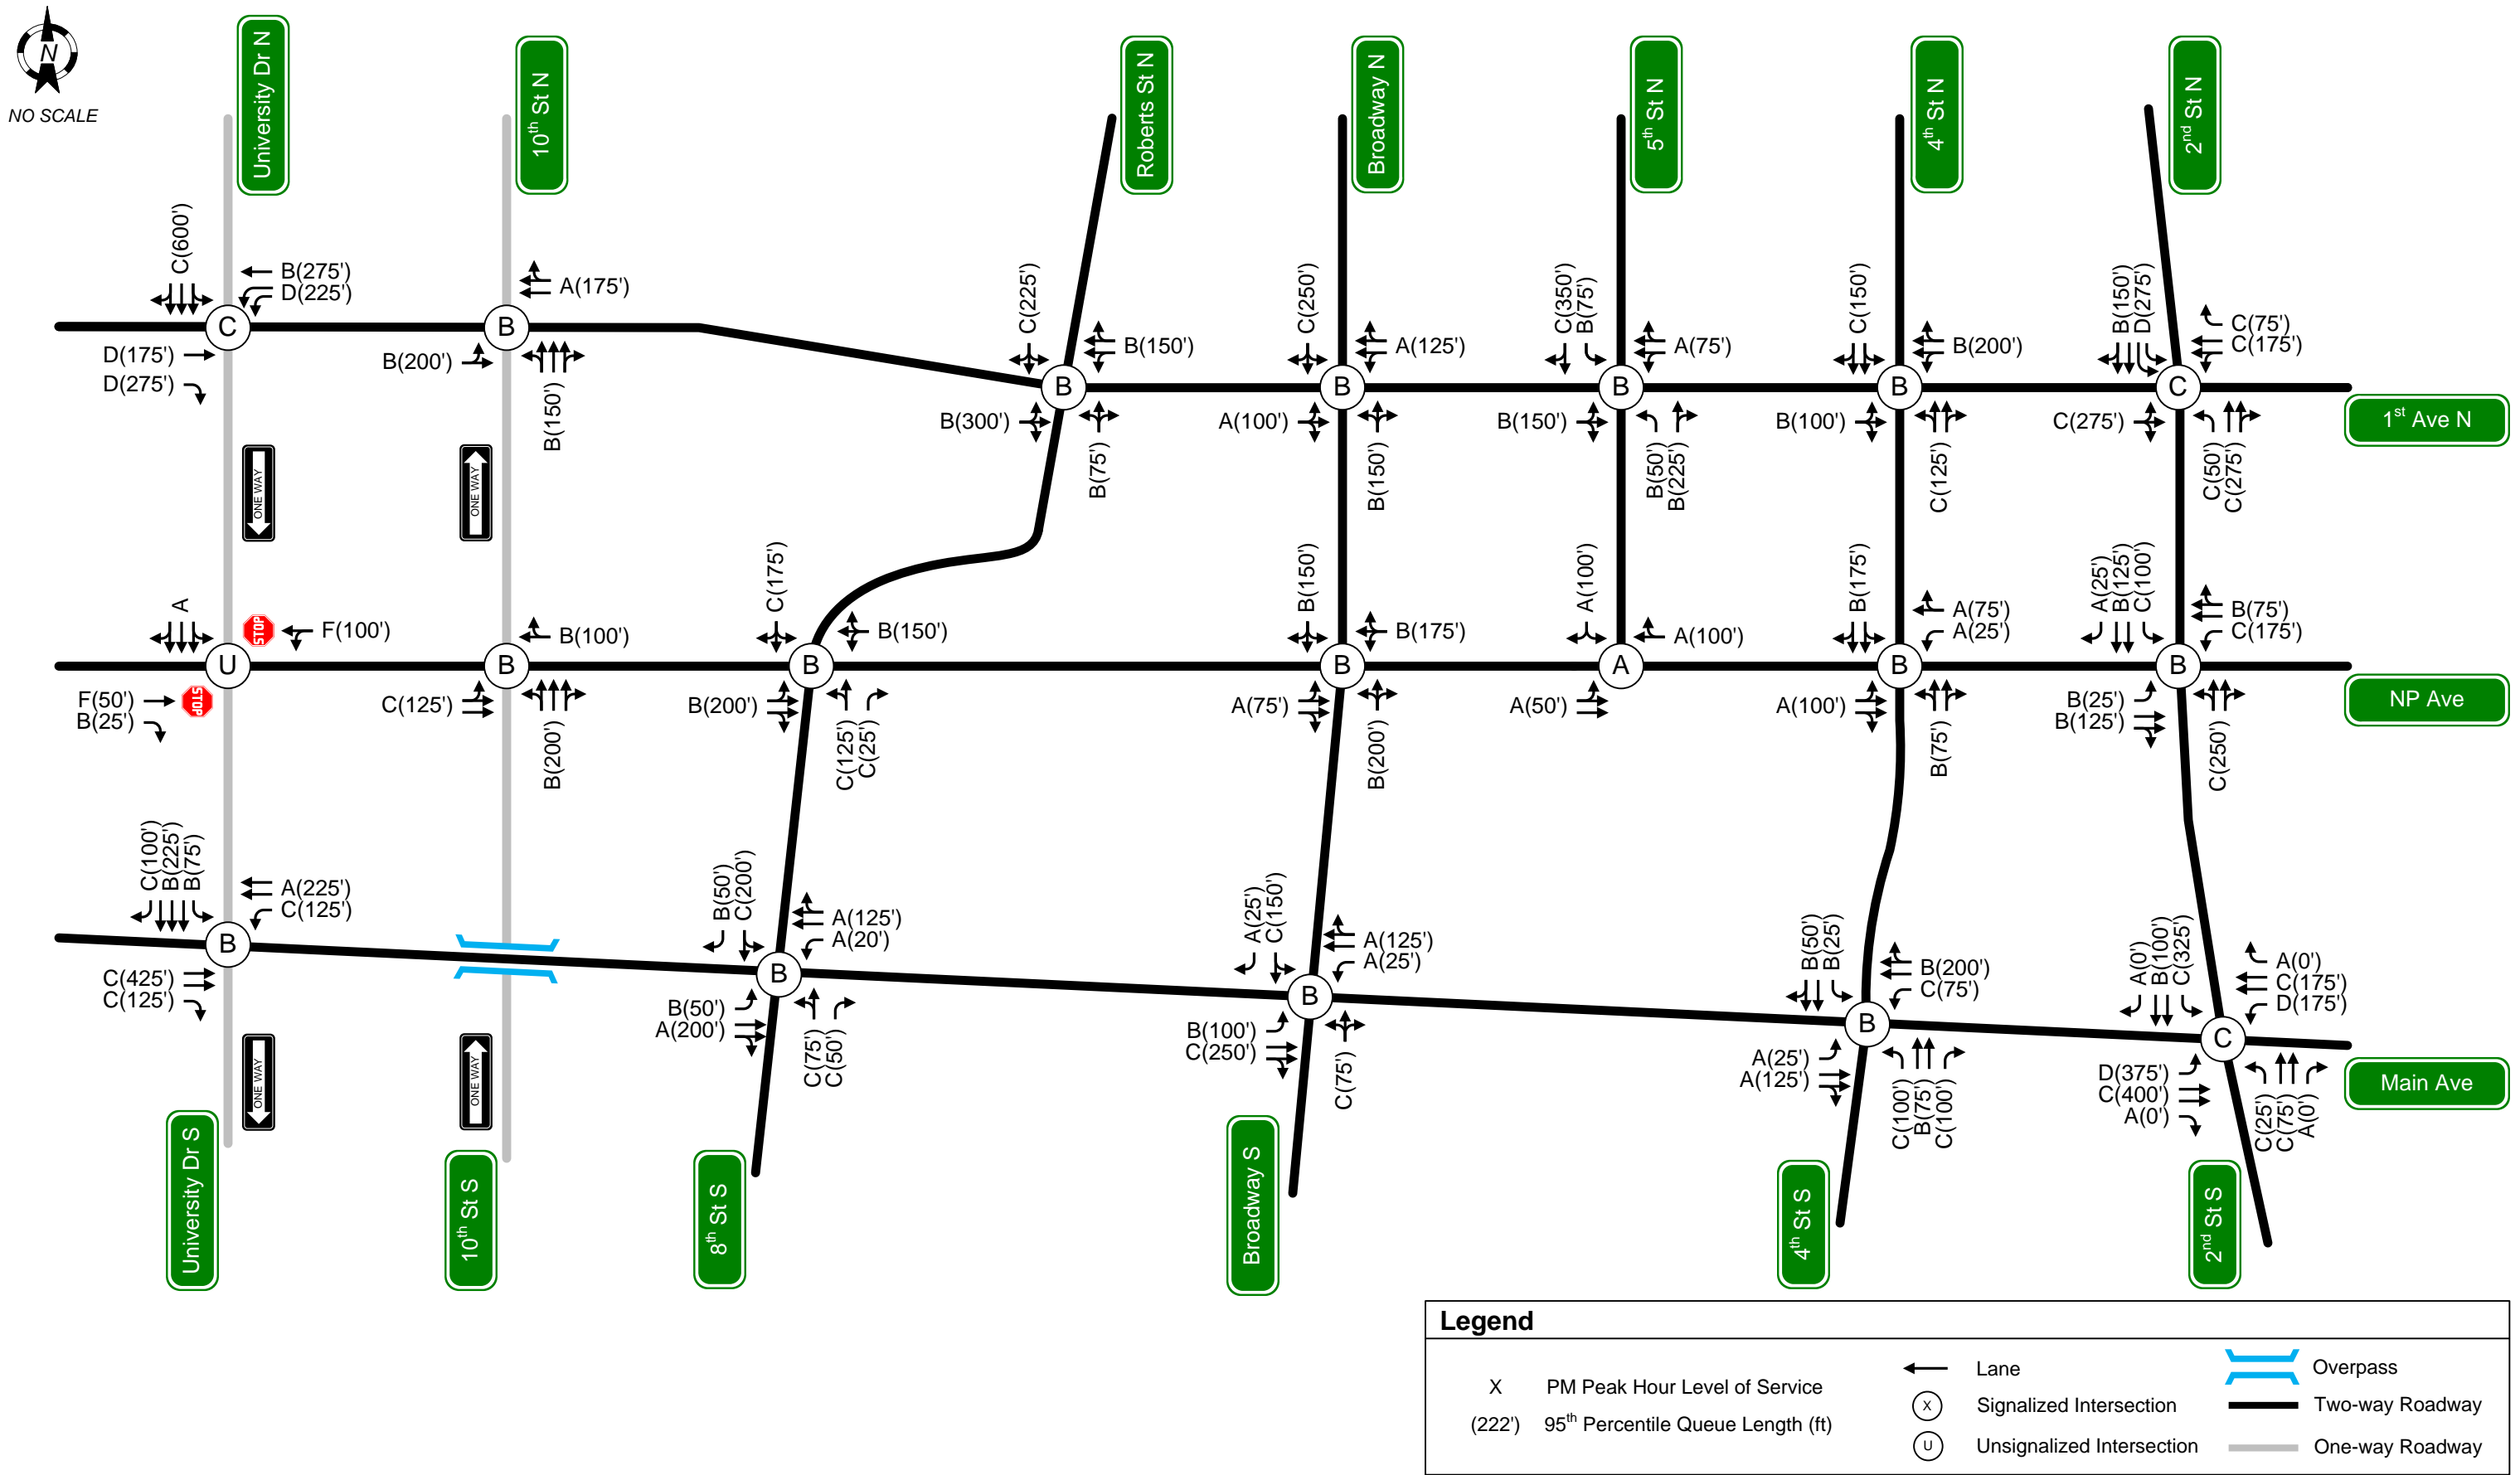 N
NO SCALE
University Dr N
10th St N
Roberts St N
Broadway N
5th St N
4th St N
2nd St N
C(600')
B(275')
D(225')
C
D(175')
D(275')
A(175')
B
B(200')
B(150')
C(225')
B(150')
B
B(300')
B(75')
C(250')
A(125')
B
A(100')
B(150')
C(350')
B(75')
A(75')
B
B(150')
B(50')
B(225')
C(150')
B(200')
B
B(100')
C(125')
B(150')
D(275')
C(75')
C(175')
C
C(275')
C(50')
C(275')
1st Ave N
ONE WAY
ONE WAY
A
STOP
F(100')
U
F(50')
B(25')
STOP
B(100')
B
C(125')
B(200')
C(175')
B(150')
B
B(200')
C(125')
C(25')
B(150')
B(175')
B
A(75')
B(200')
A(100')
A(100')
A
A(50')
B(175')
A(75')
A(25')
B
A(100')
B(75')
A(25')
B(125')
C(100')
B(75')
C(175')
B
B(25')
B(125')
C(250')
NP Ave
C(100')
B(225')
B(75')
A(225')
C(125')
B
C(425')
C(125')
B(50')
C(200')
A(125')
A(20')
B
B(50')
A(200')
C(75')
C(50')
A(25')
C(150')
A(125')
A(25')
B
B(100')
C(250')
C(75')
B(50')
B(25')
B(200')
C(75')
B
A(25')
A(125')
C(100')
B(75')
C(100')
A(0')
B(100')
C(325')
A(0')
C(175')
D(175')
C
D(375')
C(400')
A(0')
C(25')
C(75')
A(0')
Main Ave
ONE WAY
ONE WAY
University Dr S
10th St S
8th St S
Broadway S
4th St S
2nd St S
Legend
X PM Peak Hour Level of Service
(222') 95th Percentile Queue Length (ft)
Lane
X Signalized Intersection
U Unsignalized Intersection
Overpass
Two-way Roadway
One-way Roadway